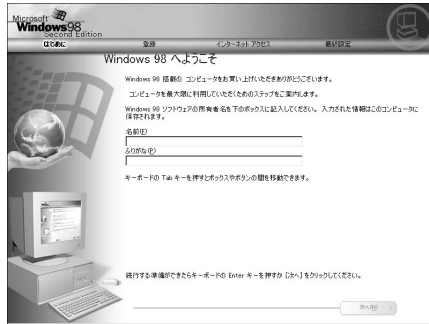 Microsoft
Windows98
Second Edition
はじめに 登録 インターネット アクセス 最終設定
Windows 98 へようこそ
Windows 98 搭載の コンピュータをお買い上げいただきありがとうございます。
コンピュータを最大限に利用していただくためのステップをご案内します。
Windows 98 ソフトウェアの所有者名を下のボックスに記入してください。 入力された情報はこのコンピュータに
保存されます。
名前(E)
ふりがな(P)
キーボードの Tab キーを押すとボックスやボタンの間を移動できます。
続行する準備ができたらキーボードの Enter キーを押すか [次へ] をクリックしてください。
次へ(N)